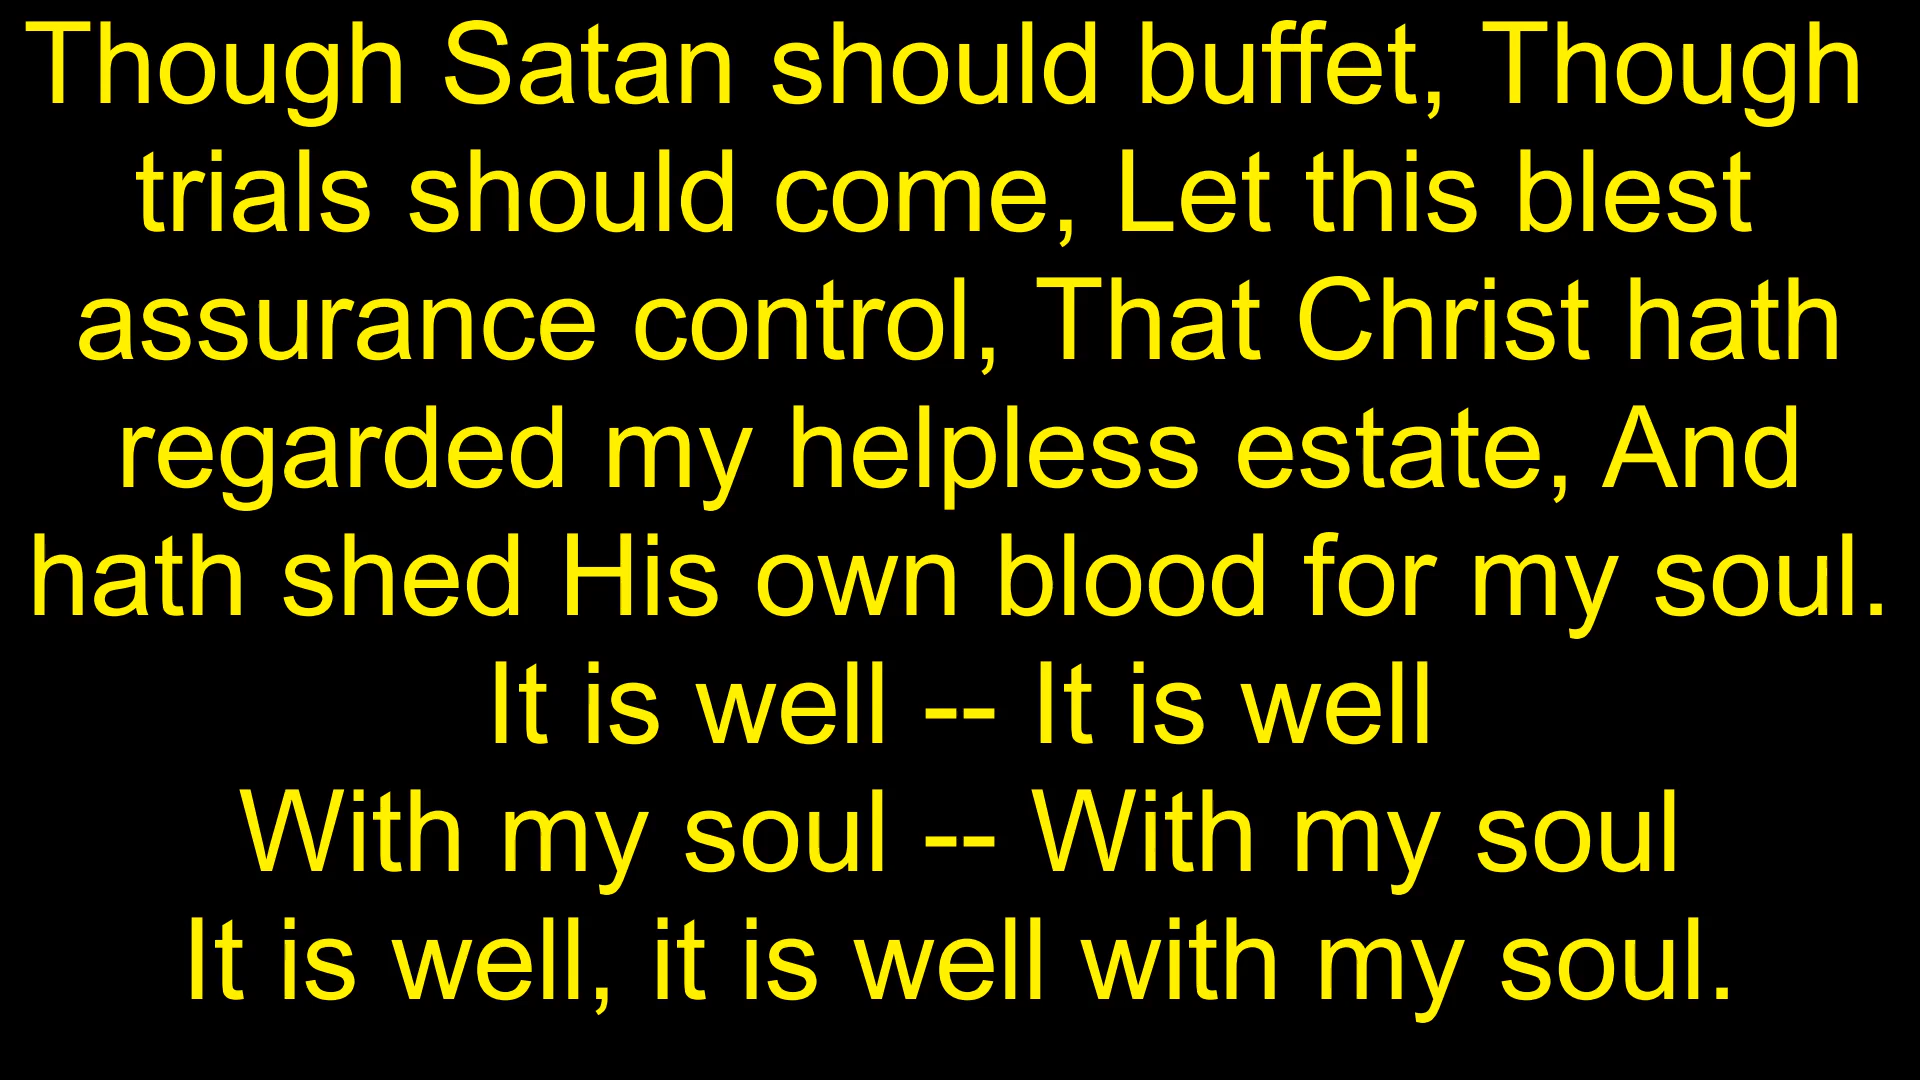 Though Satan should buffet, Though
trials should come, Let this blest
assurance control, That Christ hath
regarded my helpless estate, And
hath shed His own blood for my soul.
It is well -- It is well
With my soul -- With my soul
It is well, it is well with my soul.